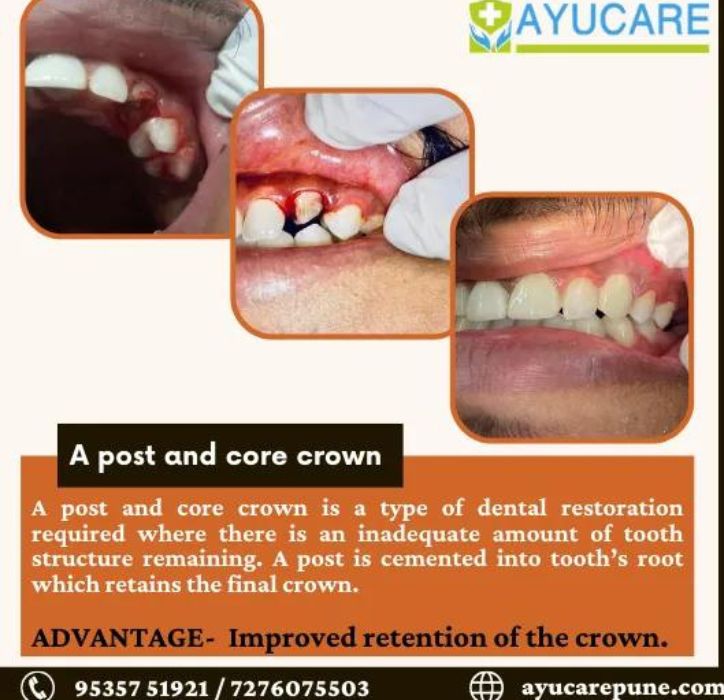 AYUCARE
A post and core crown
A post and core crown is a type of dental restoration
required where there is an inadequate amount of tooth
structure remaining. A post is cemented into tooth's root
which retains the final crown.
ADVANTAGE- Improved retention of the crown.
95357 51921 / 7276075503
ayucarepune.com